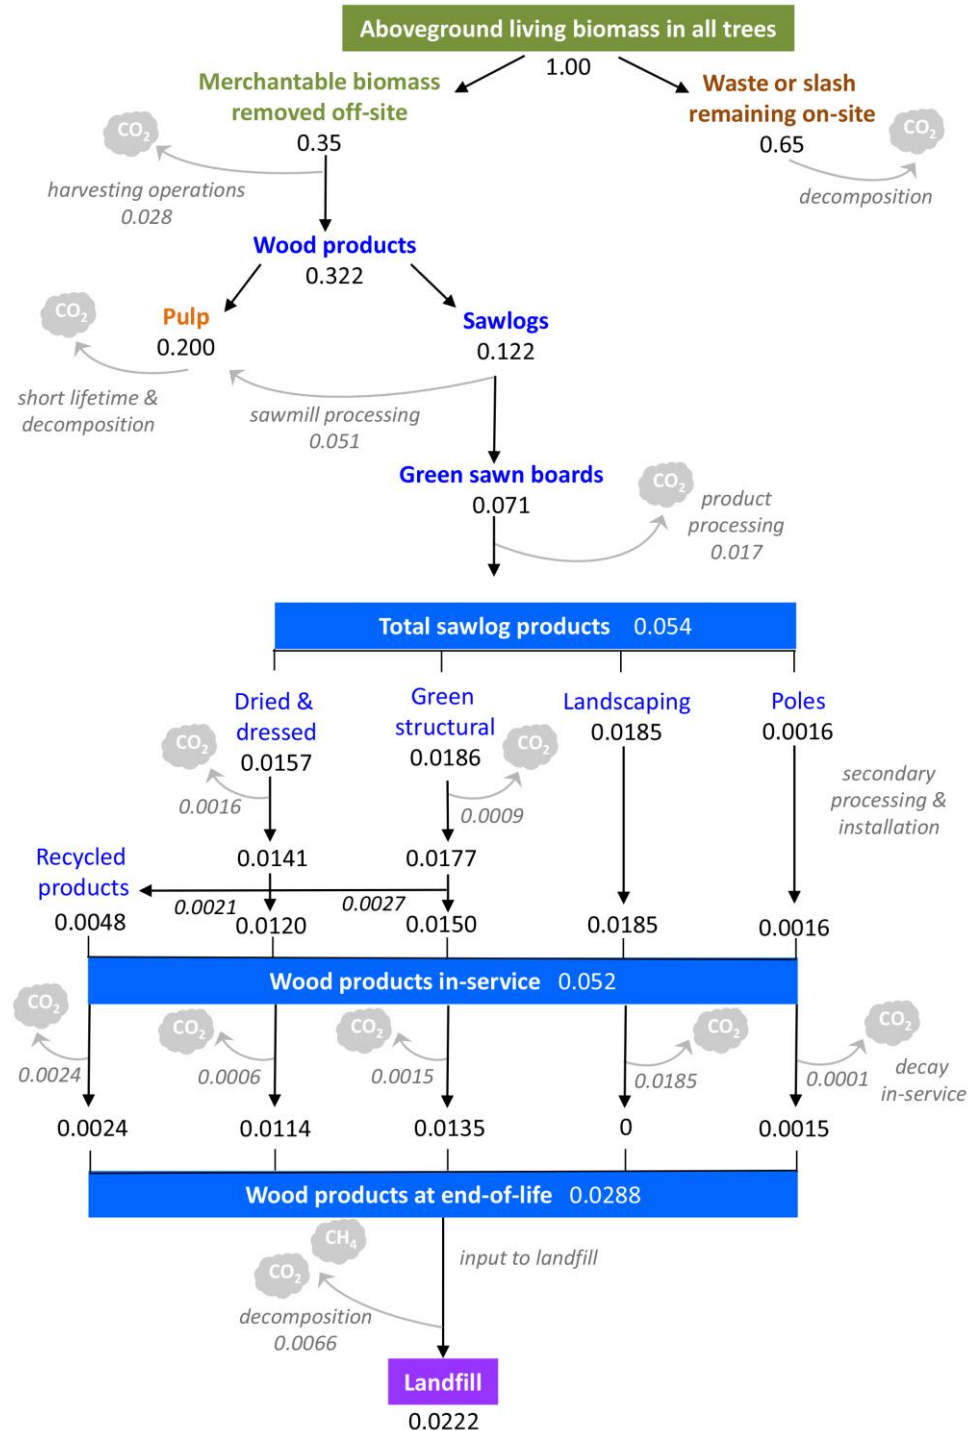 Aboveground living biomass in all trees
1.00
Merchantable biomass
removed off-site
0.35
Waste or slash
remaining on-site
0.65
CO2
CO2
harvesting operations
0.028
decomposition
Wood products
0.322
CO2
Pulp
0.200
Sawlogs
0.122
short lifetime &
decomposition
sawmill processing
0.051
Green sawn boards
0.071
CO2
product
processing
0.017
Total sawlog products 0.054
Dried &
dressed
0.0157
Green
structural
0.0186
Landscaping
0.0185
Poles
0.0016
CO2
0.0016
CO2
0.0009
secondary
processing &
installation
0.0141
0.0177
Recycled
products
0.0021
0.0027
0.0048
0.0120
0.0150
0.0185
0.0016
Wood products in-service 0.052
CO2
CO2
CO2
CO2
CO2
0.0024
0.0006
0.0015
0.0185
0.0001
decay
in-service
0.0024
0.0114
0.0135
0
0.0015
Wood products at end-of-life 0.0288
CH4
CO2
input to landfill
decomposition
0.0066
Landfill
0.0222